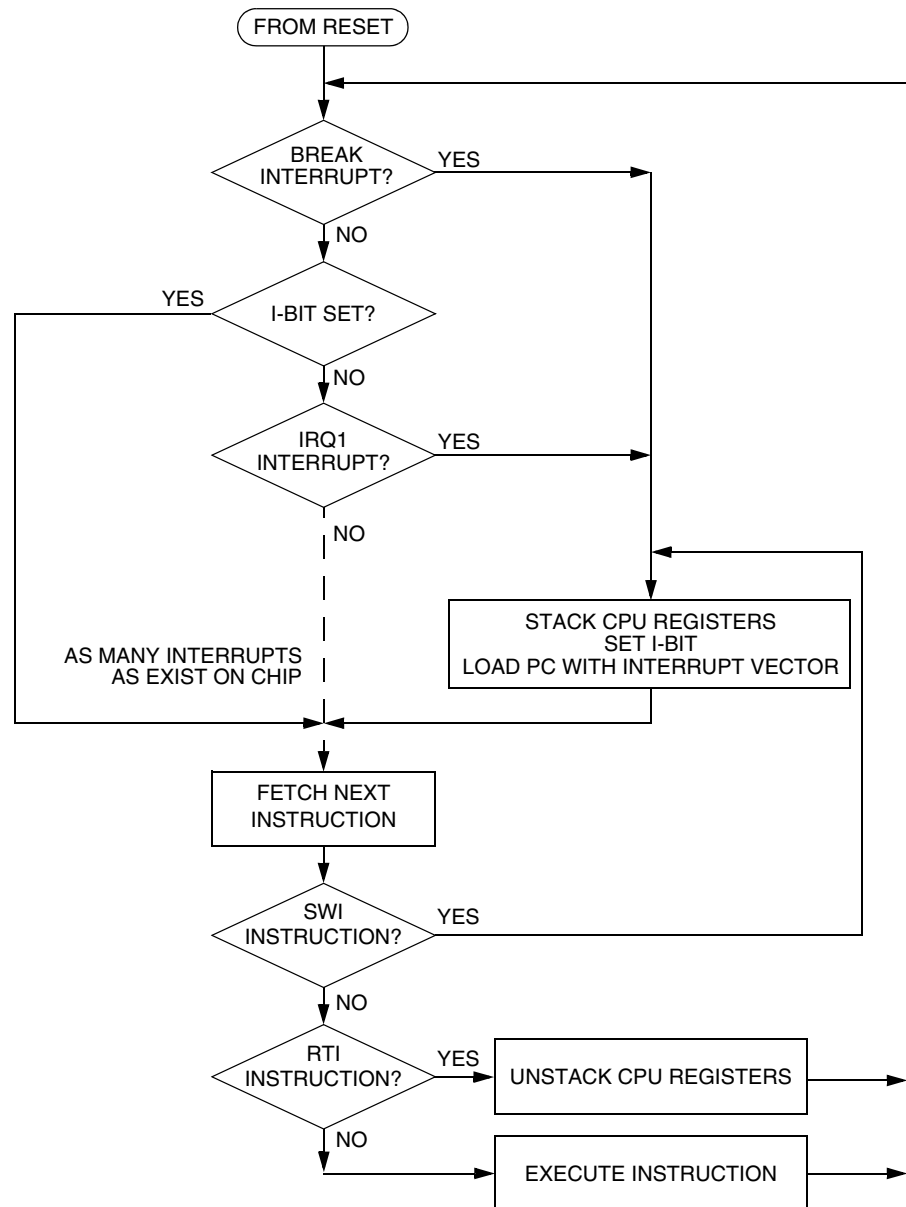 FROM RESET
BREAK
INTERRUPT?
YES
NO
YES
I-BIT SET?
NO
IRQ1
INTERRUPT?
YES
NO
STACK CPU REGISTERS
SET I-BIT
LOAD PC WITH INTERRUPT VECTOR
AS MANY INTERRUPTS
AS EXIST ON CHIP
FETCH NEXT
INSTRUCTION
SWI
INSTRUCTION?
YES
NO
RTI
INSTRUCTION?
YES
UNSTACK CPU REGISTERS
NO
EXECUTE INSTRUCTION